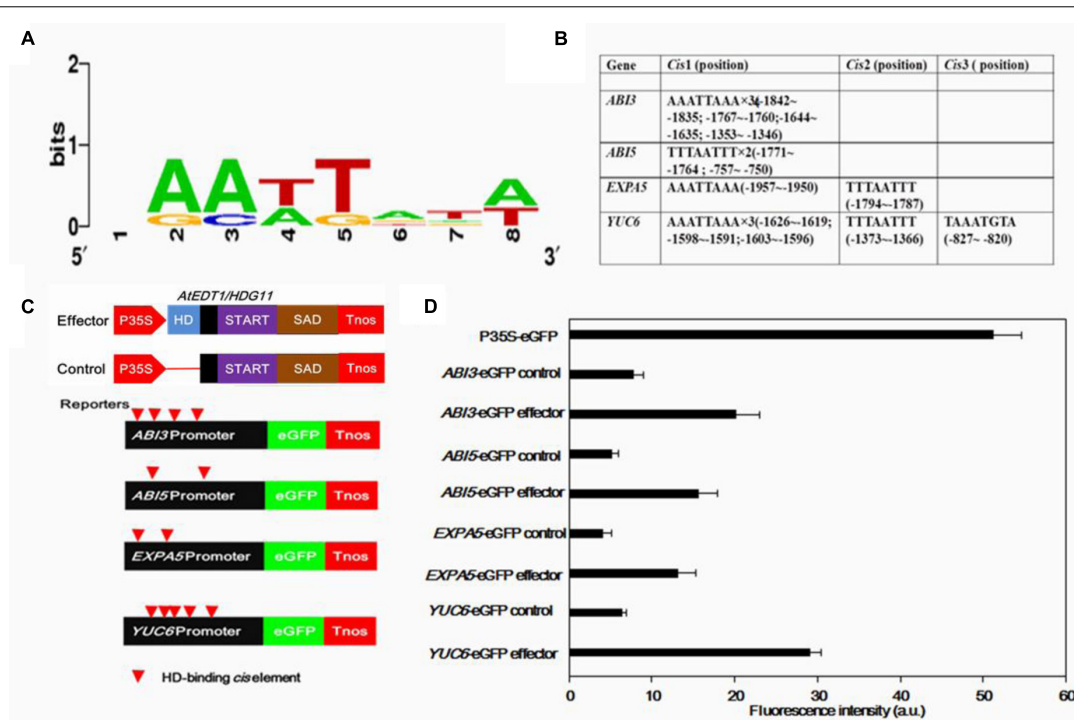 A
2
bits
1
0
5′
1
2
3
4
5
6
7
8
3′
A A T T A T A
G C A G T
B
Gene
Cis1 (position)
Cis2 (position)
Cis3 ( position)
ABI3
AAATTAAA×3(-1842~
-1835; -1767~-1760;-1644~
-1635; -1353~ -1346)
ABI5
TTTAATTT×2(-1771~
-1764 ; -757~ -750)
EXPA5
AAATTAAA(-1957~-1950)
TTTAATTT
(-1794~-1787)
YUC6
AAATTAAA×3(-1626~-1619;
-1598~-1591;-1603~-1596)
TTTAATTT
(-1373~-1366)
TAAATGTA
(-827~ -820)
C
AtEDT1/HDG11
Effector P35S HD START SAD Tnos
Control P35S START SAD Tnos
Reporters
ABI3 Promoter eGFP Tnos
ABI5 Promoter eGFP Tnos
EXPA5 Promoter eGFP Tnos
YUC6 Promoter eGFP Tnos
HD-binding cis element
D
P35S-eGFP
ABI3-eGFP control
ABI3-eGFP effector
ABI5-eGFP control
ABI5-eGFP effector
EXPA5-eGFP control
EXPA5-eGFP effector
YUC6-eGFP control
YUC6-eGFP effector
0 10 20 30 40 50 60
Fluorescence intensity (a.u.)